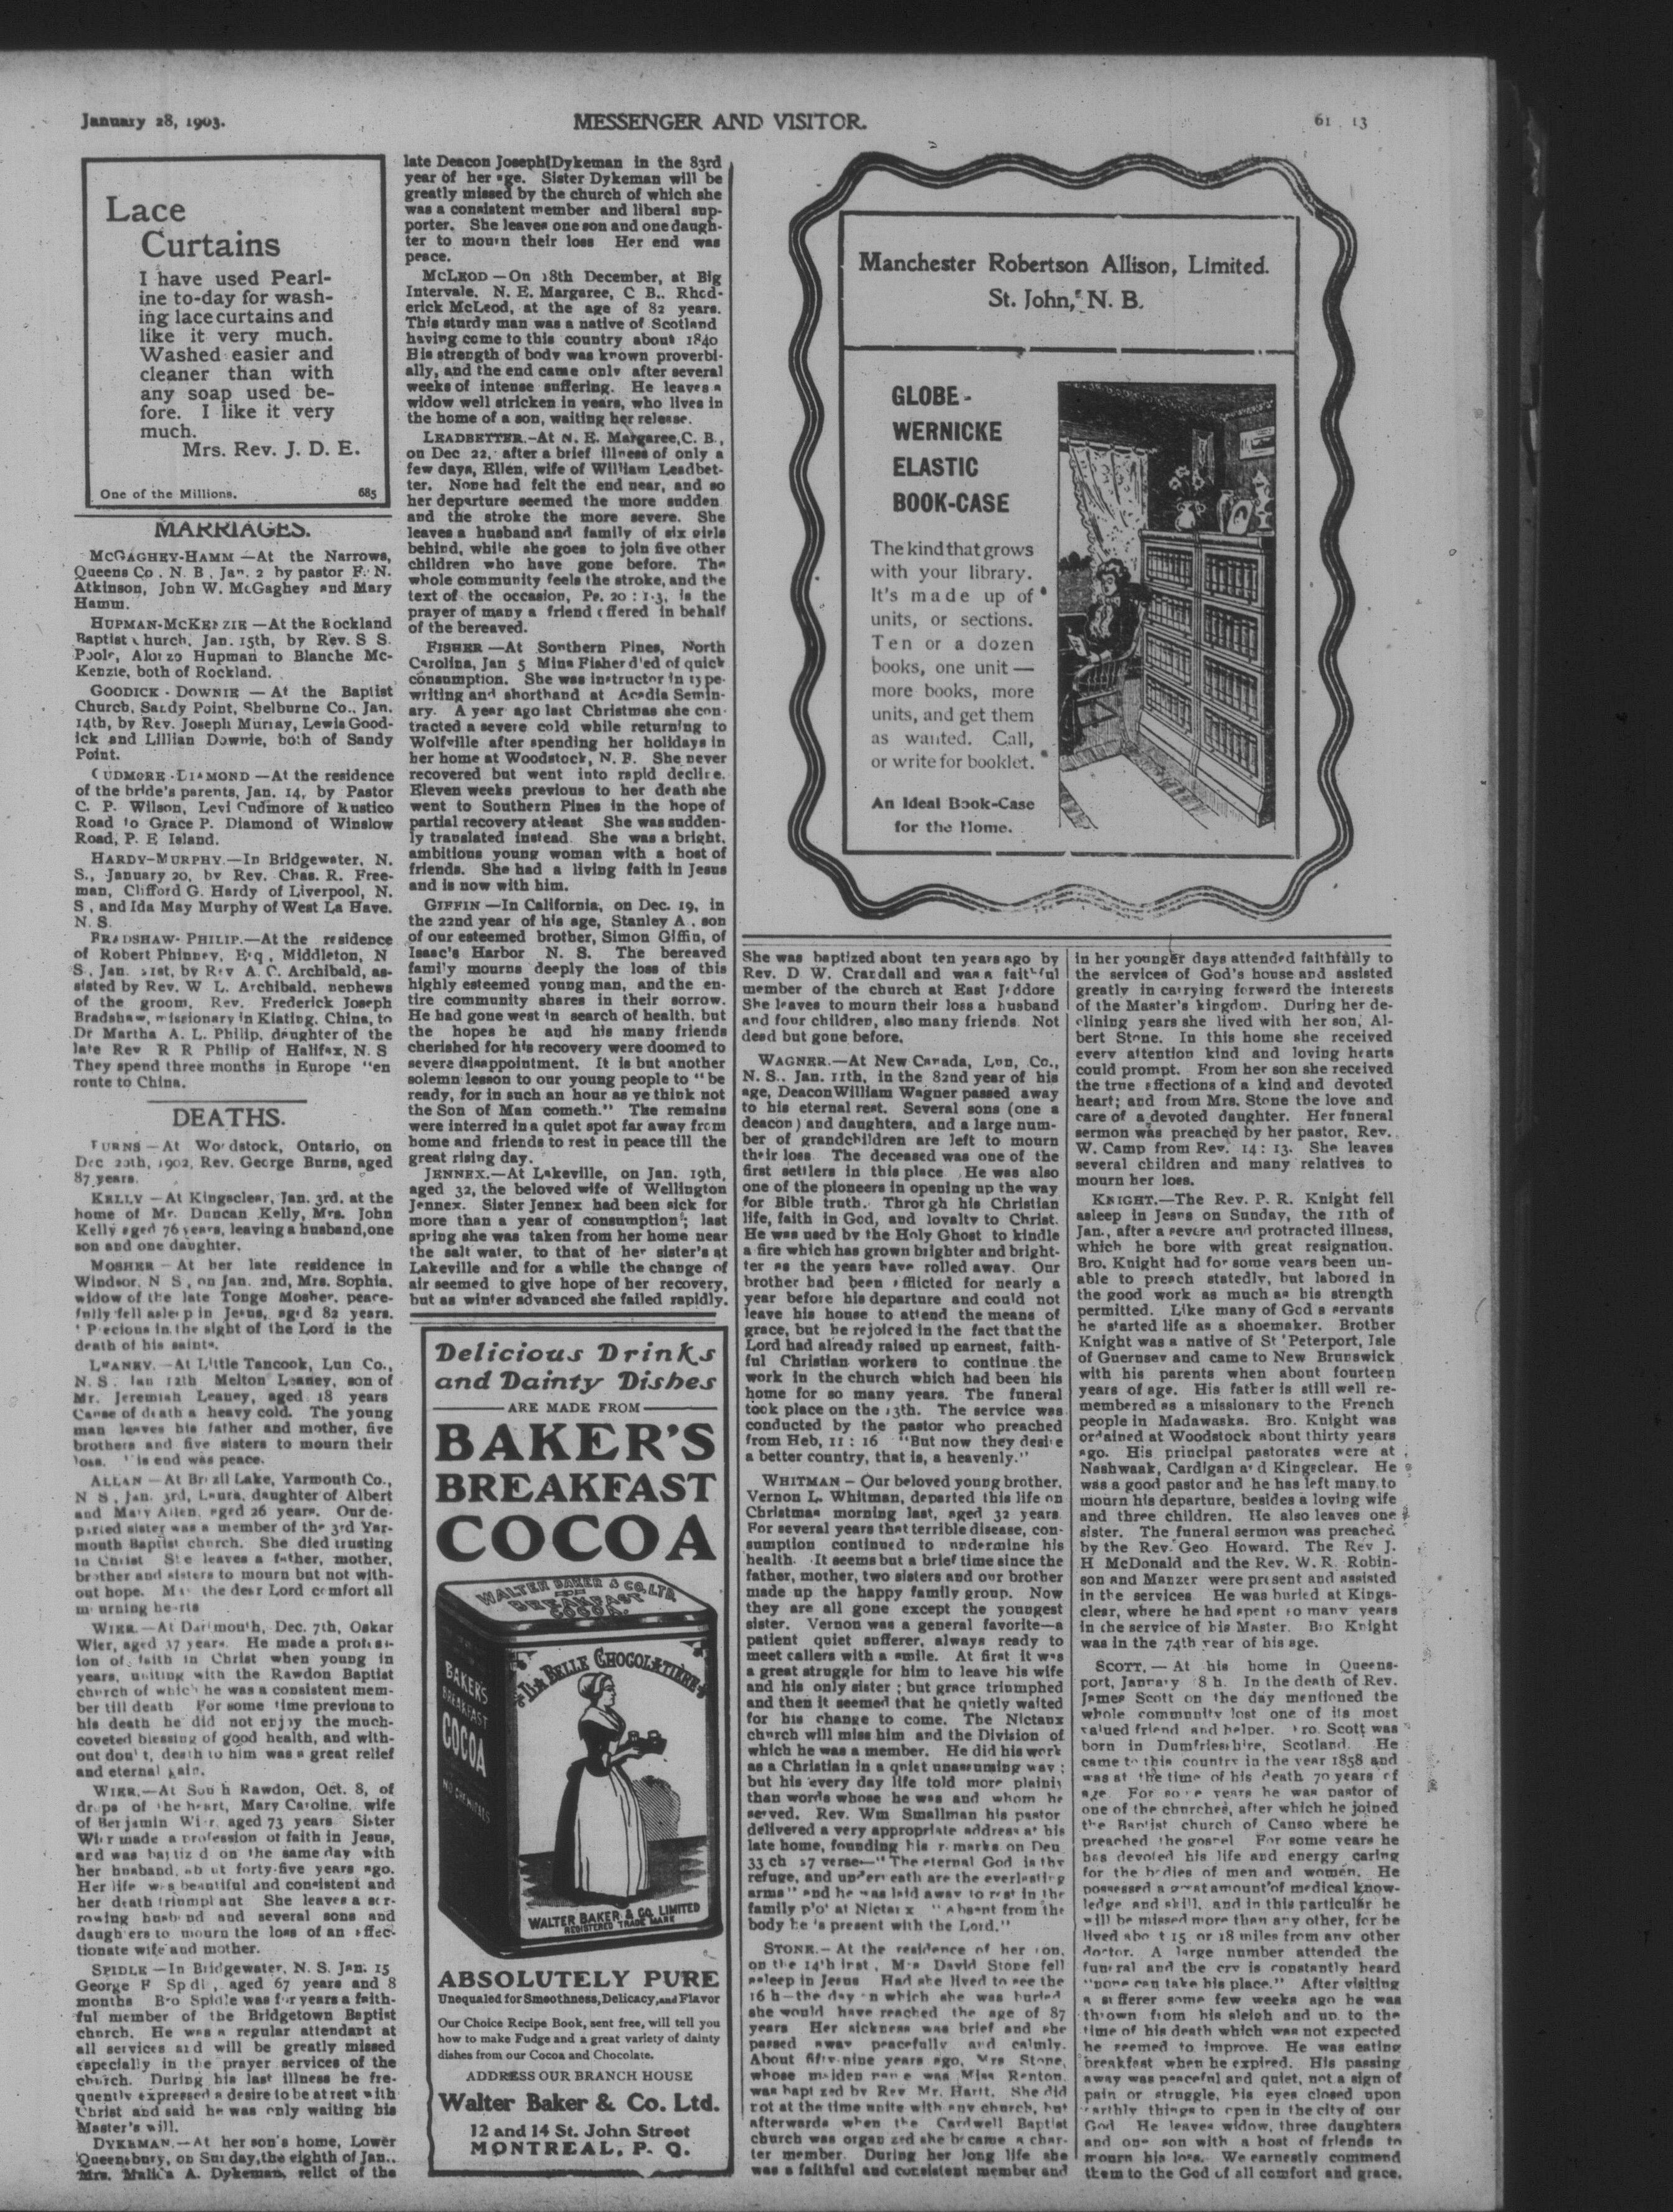 January 28, 1903.
MESSENGER AND VISITOR.
61 13
Lace
Curtains
I have used Pearl-
ine to-day for wash-
ing lace curtains and
like it very much.
Washed easier and
cleaner than with
any soap used be-
fore. I like it very
much.
Mrs. Rev. J. D. E.
One of the Millions. 685
MARRIAGES.
MCGAGHEY-HAMM—At the Narrows,
Queens Co. N. B., Jan. 2 by pastor F. N.
Atkinson, John W. McGaghey and Mary
Hamm.
HUPMAN-MCKENZIE—At the Rockland
Baptist church, Jan. 15th, by Rev. S S.
Poole, Alonzo Hupman to Blanche Mc-
Kenzie, both of Rockland.
GOODICK-DOWNIE — At the Baptist
Church, Sandy Point, Shelburne Co., Jan.
14th, by Rev. Joseph Murray, Lewis Good-
ick and Lillian Downie, both of Sandy
Point.
CUDMORE-DIAMOND—At the residence
of the bride's parents, Jan. 14, by Pastor
C. P. Wilson, Levi Cudmore of Rustico
Road to Grace P. Diamond of Winslow
Road, P. E Island.
HARDY-MURPHY.—In Bridgewater, N.
S., January 20, by Rev. Chas. R. Free-
man, Clifford G. Hardy of Liverpool, N.
S, and Ida May Murphy of West La Have.
N. S.
BRADSHAW-PHILIP.—At the residence
of Robert Phinney, Esq, Middleton, N
S, Jan. 21st, by Rev A. C. Archibald, as-
sisted by Rev. W L. Archibald, nephews
of the groom, Rev. Frederick Joseph
Bradshaw, missionary in Kiating, China, to
Dr Martha A. L. Philip, daughter of the
late Rev R R Philip of Halifax, N. S
They spend three months in Europe "en
route to China.
DEATHS.
BURNS—At Woodstock, Ontario, on
Dec 20th, 1902, Rev. George Burns, aged
87 years.
KELLY—At Kingsclear, Jan. 3rd, at the
home of Mr. Duncan Kelly, Mrs. John
Kelly aged 76 years, leaving a husband, one
son and one daughter.
MOSHER—At her late residence in
Windsor, N S, on Jan. 2nd, Mrs. Sophia,
widow of the late Tonge Mosher, peace-
fully fell asleep in Jesus, aged 82 years.
"Precious in the sight of the Lord is the
death of his saints.
LEANEY.—At Little Tancook, Lun Co.,
N.S. Jan 12th Melton Leaney, son of
Mr. Jeremiah Leaney, aged 18 years
Cause of death a heavy cold. The young
man leaves his father and mother, five
brothers and five sisters to mourn their
loss. His end was peace.
ALLAN—At Brazil Lake, Yarmouth Co.,
N S, Jan. 3rd, Laura, daughter of Albert
and Mary Allen, aged 26 years. Our de-
parted sister was a member of the 3rd Yar-
mouth Baptist church. She died trusting
in Christ She leaves a father, mother,
brother and sisters to mourn but not with-
out hope. May the dear Lord comfort all
mourning hearts
WIER.—At Dartmouth, Dec. 7th, Oskar
Wier, aged 37 years. He made a profess-
ion of faith in Christ when young in
years, uniting with the Rawdon Baptist
church of which he was a consistent mem-
ber till death For some time previous to
his death he did not enjoy the much-
coveted blessing of good health, and with-
out doubt, death to him was a great relief
and eternal gain.
WIER.—At South Rawdon, Oct. 8, of
drops of the heart, Mary Caroline, wife
of Benjamin Wier, aged 73 years Sister
Wier made a profession of faith in Jesus,
and was baptized on the same day with
her husband, about forty-five years ago.
Her life was beautiful and consistent and
her death triumphant She leaves a sor-
rowing husband and several sons and
daughters to mourn the loss of an affec-
tionate wife and mother.
SPIDLE—In Bridgewater, N. S. Jan. 15
George F Spidle, aged 67 years and 8
months Bro Spidle was for years a faith-
ful member of the Bridgetown Baptist
church. He was a regular attendant at
all services and will be greatly missed
especially in the prayer services of the
church. During his last illness he fre-
quently expressed a desire to be at rest with
Christ and said he was only waiting his
Master's will.
DYKEMAN.—At her son's home, Lower
Queensbury, on Sunday, the eighth of Jan.,
Mrs. Malica A. Dykeman, relict of the
late Deacon Joseph Dykeman in the 83rd
year of her age. Sister Dykeman will be
greatly missed by the church of which she
was a consistent member and liberal sup-
porter. She leaves one son and one daugh-
ter to mourn their loss Her end was
peace.
MCLEOD—On 18th December, at Big
Intervale, N. E. Margaree, C B., Rhod-
erick McLeod, at the age of 82 years.
This sturdy man was a native of Scotland
having come to this country about 1840
His strength of body was known proverbi-
ally, and the end came only after several
weeks of intense suffering. He leaves a
widow well stricken in years, who lives in
the home of a son, waiting her release.
LEADBETTER.—At N. E. Margaree, C. B.,
on Dec 22, after a brief illness of only a
few days, Ellen, wife of William Leadbet-
ter. None had felt the end near, and so
her departure seemed the more sudden
and the stroke the more severe. She
leaves a husband and family of six girls
behind, while she goes to join five other
children who have gone before. The
whole community feels the stroke, and the
text of the occasion, Ps. 20 : 1-3, is the
prayer of many a friend offered in behalf
of the bereaved.
FISHER—At Southern Pines, North
Carolina, Jan 5 Mina Fisher died of quick
consumption. She was instructor in type-
writing and shorthand at Acadia Semin-
ary. A year ago last Christmas she con-
tracted a severe cold while returning to
Wolfville after spending her holidays in
her home at Woodstock, N. B. She never
recovered but went into rapid decline.
Eleven weeks previous to her death she
went to Southern Pines in the hope of
partial recovery at least She was sudden-
ly translated instead She was a bright,
ambitious young woman with a host of
friends. She had a living faith in Jesus
and is now with him.
GIFFIN—In California, on Dec. 19, in
the 22nd year of his age, Stanley A., son
of our esteemed brother, Simon Giffin, of
Isaac's Harbor N. S. The bereaved
family mourns deeply the loss of this
highly esteemed young man, and the en-
tire community shares in their sorrow.
He had gone west in search of health, but
the hopes he and his many friends
cherished for his recovery were doomed to
severe disappointment. It is but another
solemn lesson to our young people to "be
ready, for in such an hour as ye think not
the Son of Man cometh." The remains
were interred in a quiet spot far away from
home and friends to rest in peace till the
great rising day.
JENNEX.—At Lakeville, on Jan. 19th,
aged 32, the beloved wife of Wellington
Jennex. Sister Jennex had been sick for
more than a year of consumption; last
spring she was taken from her home near
the salt water, to that of her sister's at
Lakeville and for a while the change of
air seemed to give hope of her recovery,
but as winter advanced she failed rapidly.
Delicious Drinks
and Dainty Dishes
ARE MADE FROM
BAKER'S
BREAKFAST
COCOA
WALTER BAKER & CO. LTD
BREAKFAST
COCOA.
BAKER'S
BREAKFAST
COCOA
NO CHEMICALS
LA BELLE CHOCOLATIERE
WALTER BAKER & CO. LIMITED
REGISTERED TRADE MARK
ABSOLUTELY PURE
Unequaled for Smoothness, Delicacy, and Flavor
Our Choice Recipe Book, sent free, will tell you
how to make Fudge and a great variety of dainty
dishes from our Cocoa and Chocolate.
ADDRESS OUR BRANCH HOUSE
Walter Baker & Co. Ltd.
12 and 14 St. John Street
MONTREAL, P. Q.
Manchester Robertson Allison, Limited.
St. John, N. B.
GLOBE-
WERNICKE
ELASTIC
BOOK-CASE
The kind that grows
with your library.
It's made up of
units, or sections.
Ten or a dozen
books, one unit —
more books, more
units, and get them
as wanted. Call,
or write for booklet.
An Ideal Book-Case
for the Home.
She was baptized about ten years ago by
Rev. D W. Crandall and was a faithful
member of the church at East Jeddore
She leaves to mourn their loss a husband
and four children, also many friends. Not
dead but gone before.
WAGNER.—At New Canada, Lun, Co.,
N. S., Jan. 11th, in the 82nd year of his
age, Deacon William Wagner passed away
to his eternal rest. Several sons (one a
deacon) and daughters, and a large num-
ber of grandchildren are left to mourn
their loss The deceased was one of the
first settlers in this place He was also
one of the pioneers in opening up the way
for Bible truth. Through his Christian
life, faith in God, and loyalty to Christ.
He was used by the Holy Ghost to kindle
a fire which has grown brighter and bright-
ter as the years have rolled away. Our
brother had been afflicted for nearly a
year before his departure and could not
leave his house to attend the means of
grace, but he rejoiced in the fact that the
Lord had already raised up earnest, faith-
ful Christian workers to continue the
work in the church which had been his
home for so many years. The funeral
took place on the 13th. The service was
conducted by the pastor who preached
from Heb, 11 : 16 "But now they desire
a better country, that is, a heavenly."
WHITMAN – Our beloved young brother,
Vernon L. Whitman, departed this life on
Christmas morning last, aged 32 years
For several years that terrible disease, con-
sumption continued to undermine his
health. It seems but a brief time since the
father, mother, two sisters and our brother
made up the happy family group. Now
they are all gone except the youngest
sister. Vernon was a general favorite—a
patient quiet sufferer, always ready to
meet callers with a smile. At first it was
a great struggle for him to leave his wife
and his only sister ; but grace triumphed
and then it seemed that he quietly waited
for his change to come. The Nictaux
church will miss him and the Division of
which he was a member. He did his work
as a Christian in a quiet unassuming way ;
but his every day life told more plainly
than words whose he was and whom he
served. Rev. Wm Smallman his pastor
delivered a very appropriate address at his
late home, founding his remarks on Deu
33 ch 27 verse—"The eternal God is thy
refuge, and underneath are the everlasting
arms" and he was laid away to rest in the
family plot at Nictaux "absent from the
body he is present with the Lord."
STONE.—At the residence of her son,
on the 14th inst, Mrs David Stone fell
asleep in Jesus Had she lived to see the
16 h—the day on which she was buried
she would have reached the age of 87
years Her sickness was brief and she
passed away peacefully and calmly.
About fifty-nine years ago, Mrs Stone,
whose maiden name was Miss Renton,
was baptized by Rev Mr. Hartt. She did
not at the time unite with any church, but
afterwards when the Cardwell Baptist
church was organized she became a char-
ter member. During her long life she
was a faithful and consistent member and
in her younger days attended faithfully to
the services of God's house and assisted
greatly in carrying forward the interests
of the Master's kingdom. During her de-
clining years she lived with her son, Al-
bert Stone. In this home she received
every attention kind and loving hearts
could prompt. From her son she received
the true affections of a kind and devoted
heart; and from Mrs. Stone the love and
care of a devoted daughter. Her funeral
sermon was preached by her pastor, Rev.
W. Camp from Rev. 14 : 13. She leaves
several children and many relatives to
mourn her loss.
KNIGHT.—The Rev. P. R. Knight fell
asleep in Jesus on Sunday, the 11th of
Jan., after a severe and protracted illness,
which he bore with great resignation.
Bro. Knight had for some years been un-
able to preach statedly, but labored in
the good work as much as his strength
permitted. Like many of God s servants
he started life as a shoemaker. Brother
Knight was a native of St Peterport, Isle
of Guernsey and came to New Brunswick
with his parents when about fourteen
years of age. His father is still well re-
membered as a missionary to the French
people in Madawaska. Bro. Knight was
ordained at Woodstock about thirty years
ago. His principal pastorates were at
Nashwaak, Cardigan and Kingsclear. He
was a good pastor and he has left many to
mourn his departure, besides a loving wife
and three children. He also leaves one
sister. The funeral sermon was preached
by the Rev. Geo Howard. The Rev J.
H McDonald and the Rev. W. R. Robin-
son and Manzer were present and assisted
in the services He was buried at Kings-
clear, where he had spent so many years
in the service of his Master. Bro Knight
was in the 74th year of his age.
SCOTT.— At his home in Queens-
port, January 8 h. In the death of Rev.
James Scott on the day mentioned the
whole community lost one of its most
valued friend and helper. Bro. Scott was
born in Dumfrieshire, Scotland. He
came to this country in the year 1858 and
was at the time of his death 70 years of
age For some years he was pastor of
one of the churches, after which he joined
the Baptist church of Canso where he
preached the gospel For some years he
has devoted his life and energy caring
for the bodies of men and women. He
possessed a great amount of medical know-
ledge and skill, and in this particular he
will be missed more than any other, for he
lived about 15 or 18 miles from any other
doctor. A large number attended the
funeral and the cry is constantly heard
"none can take his place." After visiting
a sufferer some few weeks ago he was
thrown from his sleigh and up to the
time of his death which was not expected
he seemed to improve. He was eating
breakfast when he expired. His passing
away was peaceful and quiet, not a sign of
pain or struggle, his eyes closed upon
earthly things to open in the city of our
God He leaves widow, three daughters
and one son with a host of friends to
mourn his loss. We earnestly commend
them to the God of all comfort and grace.